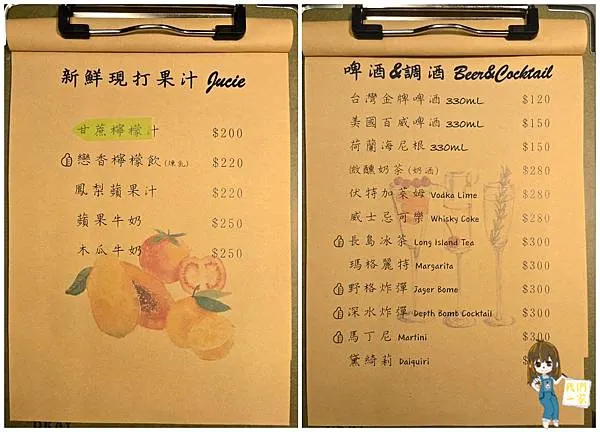 新鮮現打果汁 Jucie
甘蔗檸檬汁 $200
戀香檸檬飲(煉乳) $220
鳳梨蘋果汁 $220
蘋果牛奶 $250
木瓜牛奶 $250
啤酒&調酒 Beer&Cocktail
台灣金牌啤酒 330mL $120
美國百威啤酒 330mL $150
荷蘭海尼根 330mL $150
微醺奶茶(奶酒) $280
伏特加萊姆 Vodka Lime $280
威士忌可樂 Whisky Coke $280
長島冰茶 Long Island Tea $300
瑪格麗特 Margarita $300
野格炸彈 Jager Bome $300
深水炸彈 Depth Bomb Cocktail $300
馬丁尼 Martini $300
黛綺莉 Daiquiri
我們一家